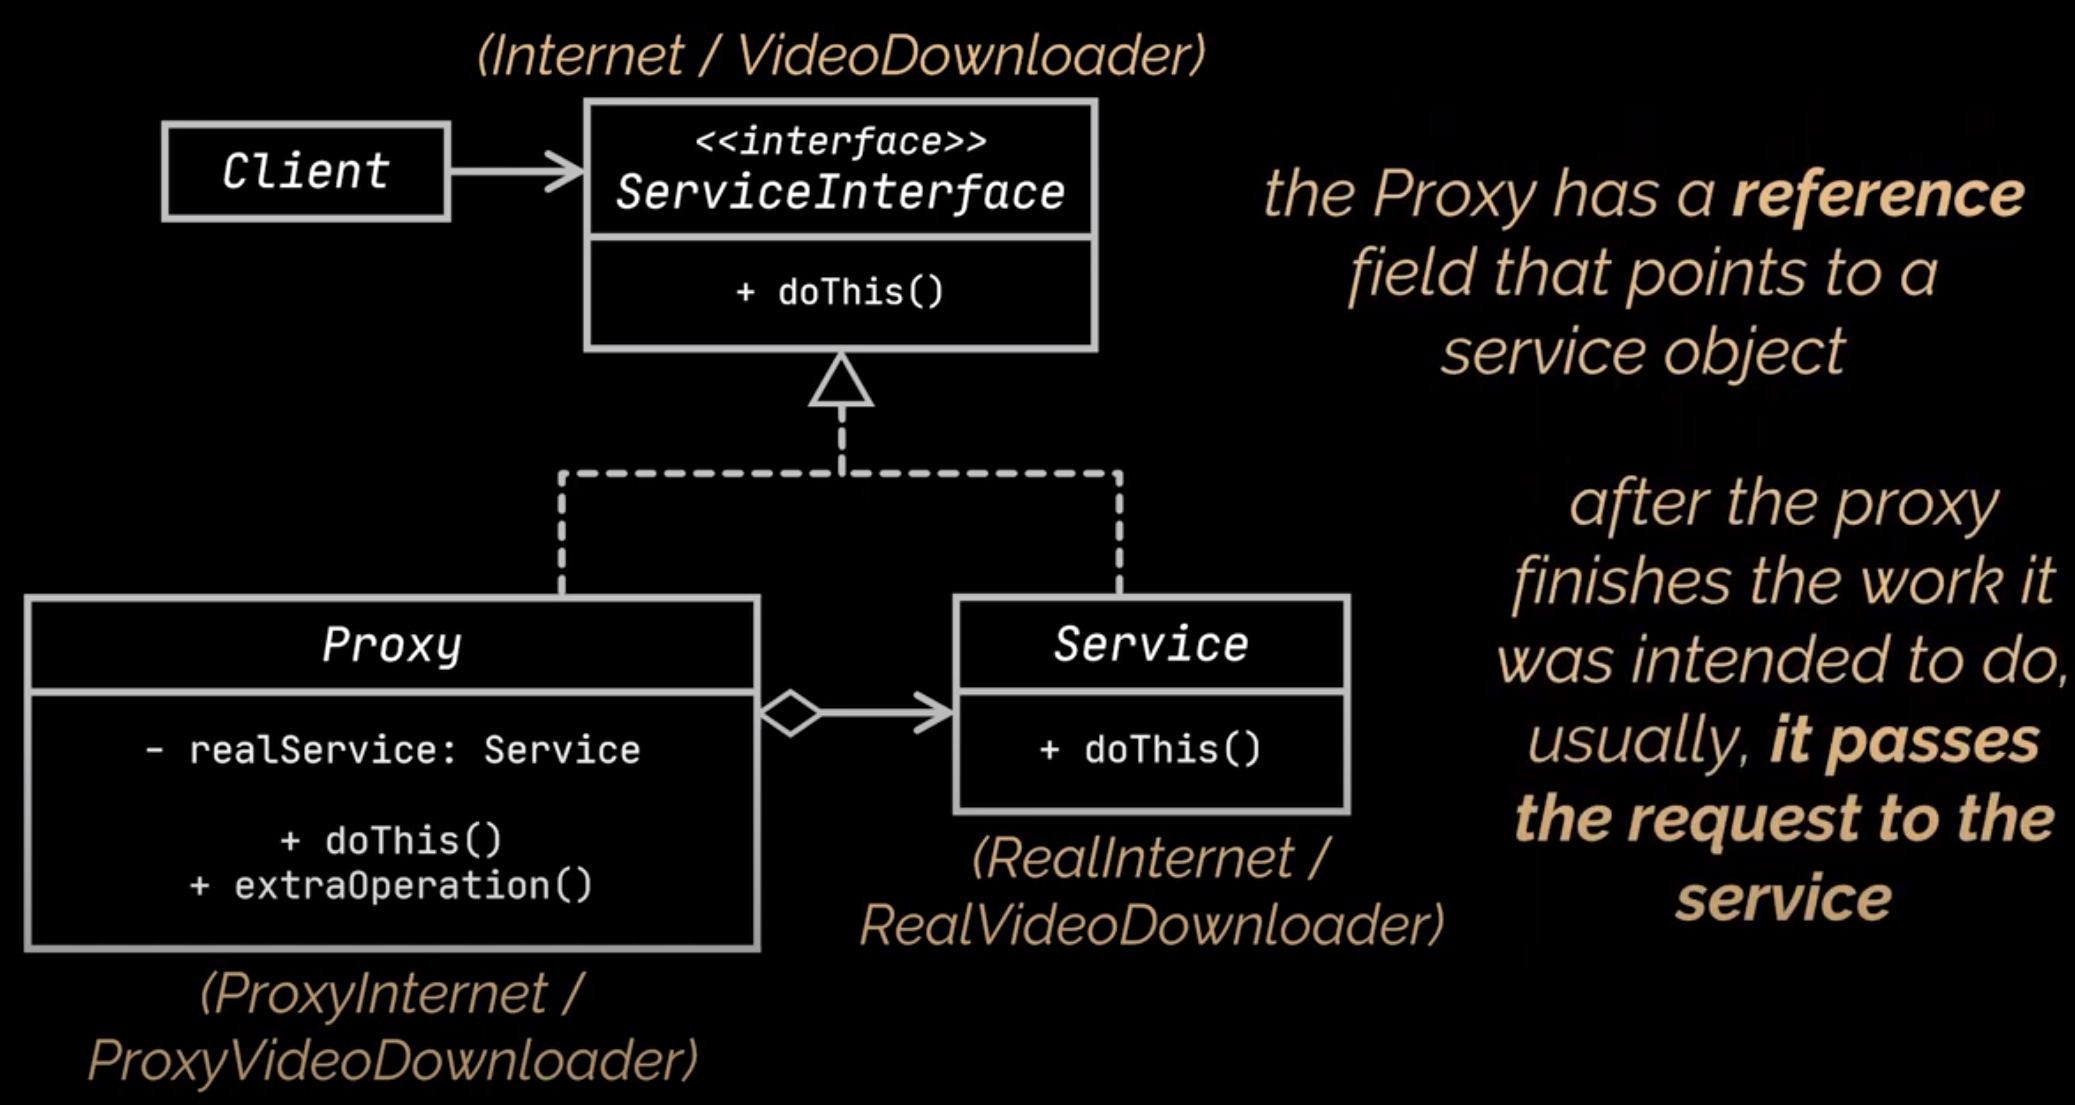 (Internet / VideoDownloader)
Client
<<interface>>
ServiceInterface
+ doThis()
the Proxy has a reference
field that points to a
service object
after the proxy
finishes the work it
was intended to do,
usually, it passes
the request to the
service
Proxy
- realService: Service
+ doThis()
+ extraOperation()
(ProxyInternet /
ProxyVideoDownloader)
Service
+ doThis()
(RealInternet /
RealVideoDownloader)